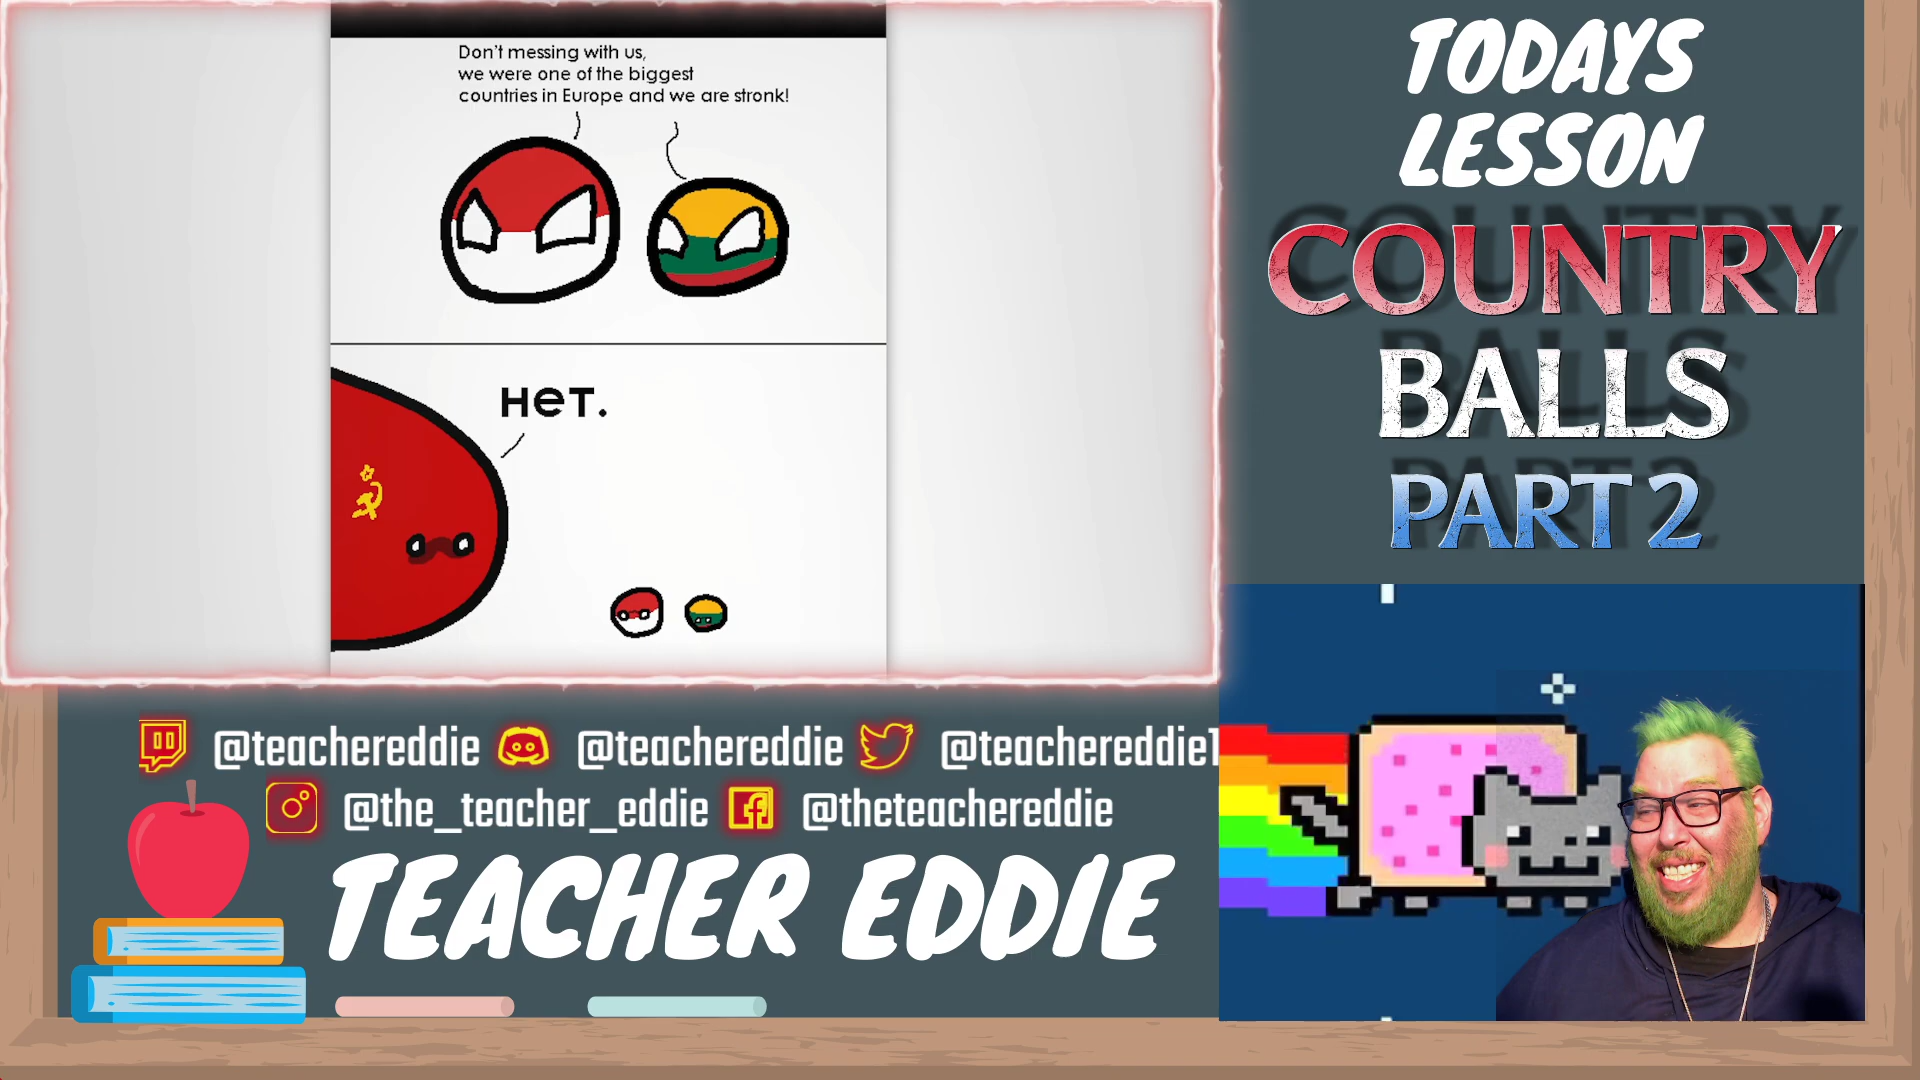 Don't messing with us,
we were one of the biggest
countries in Europe and we are stronk!
нет.
TODAYS
LESSON
COUNTRY
BALLS
PART 2
@teachereddie @teachereddie @teachereddie1
@the_teacher_eddie @theteachereddie
TEACHER EDDIE